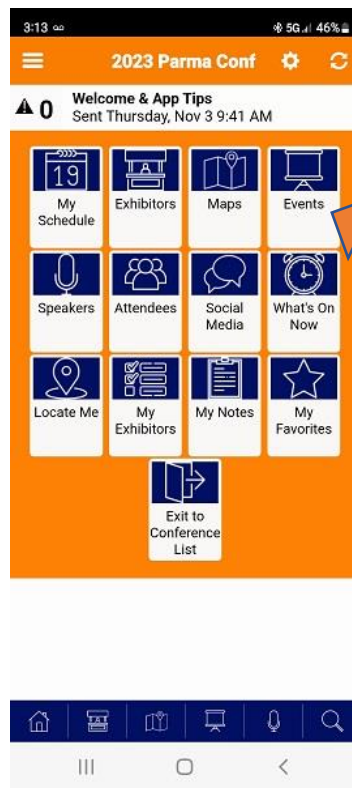 3:13
5G 46%
2023 Parma Conf
0
Welcome & App Tips
Sent Thursday, Nov 3 9:41 AM
19
My Schedule
Exhibitors
Maps
Events
Speakers
Attendees
Social Media
What's On Now
Locate Me
My Exhibitors
My Notes
My Favorites
Exit to Conference List